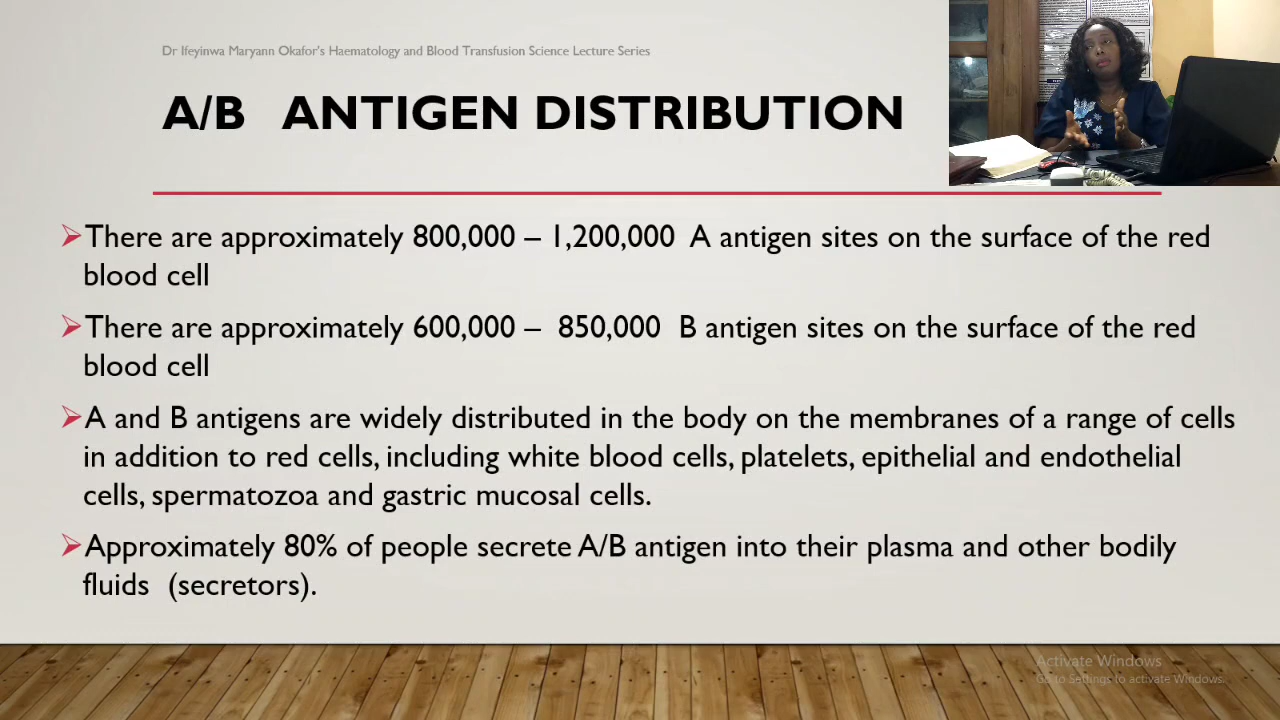 Dr Ifeyinwa Maryann Okafor's Haematology and Blood Transfusion Science Lecture Series
A/B ANTIGEN DISTRIBUTION
There are approximately 800,000 – 1,200,000 A antigen sites on the surface of the red
blood cell
There are approximately 600,000 – 850,000 B antigen sites on the surface of the red
blood cell
A and B antigens are widely distributed in the body on the membranes of a range of cells
in addition to red cells, including white blood cells, platelets, epithelial and endothelial
cells, spermatozoa and gastric mucosal cells.
Approximately 80% of people secrete A/B antigen into their plasma and other bodily
fluids (secretors).
Activate Windows
Go to Settings to activate Windows.